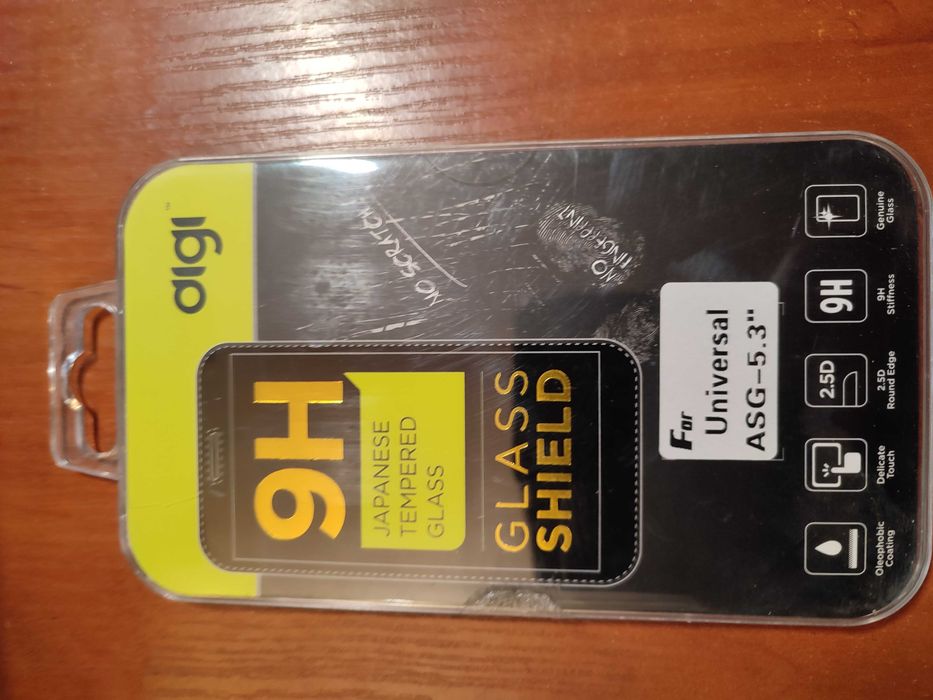 DIGI™
NO SCRATCH
NO
FINGERPRINT
9H
JAPANESE
TEMPERED
GLASS
GLASS
SHIELD
For
Universal
ASG-5.3"
Oleophobic
Coating
Delicate
Touch
2.5D
2.5D
Round Edge
9H
9H
Stiffness
Genuine
Glass